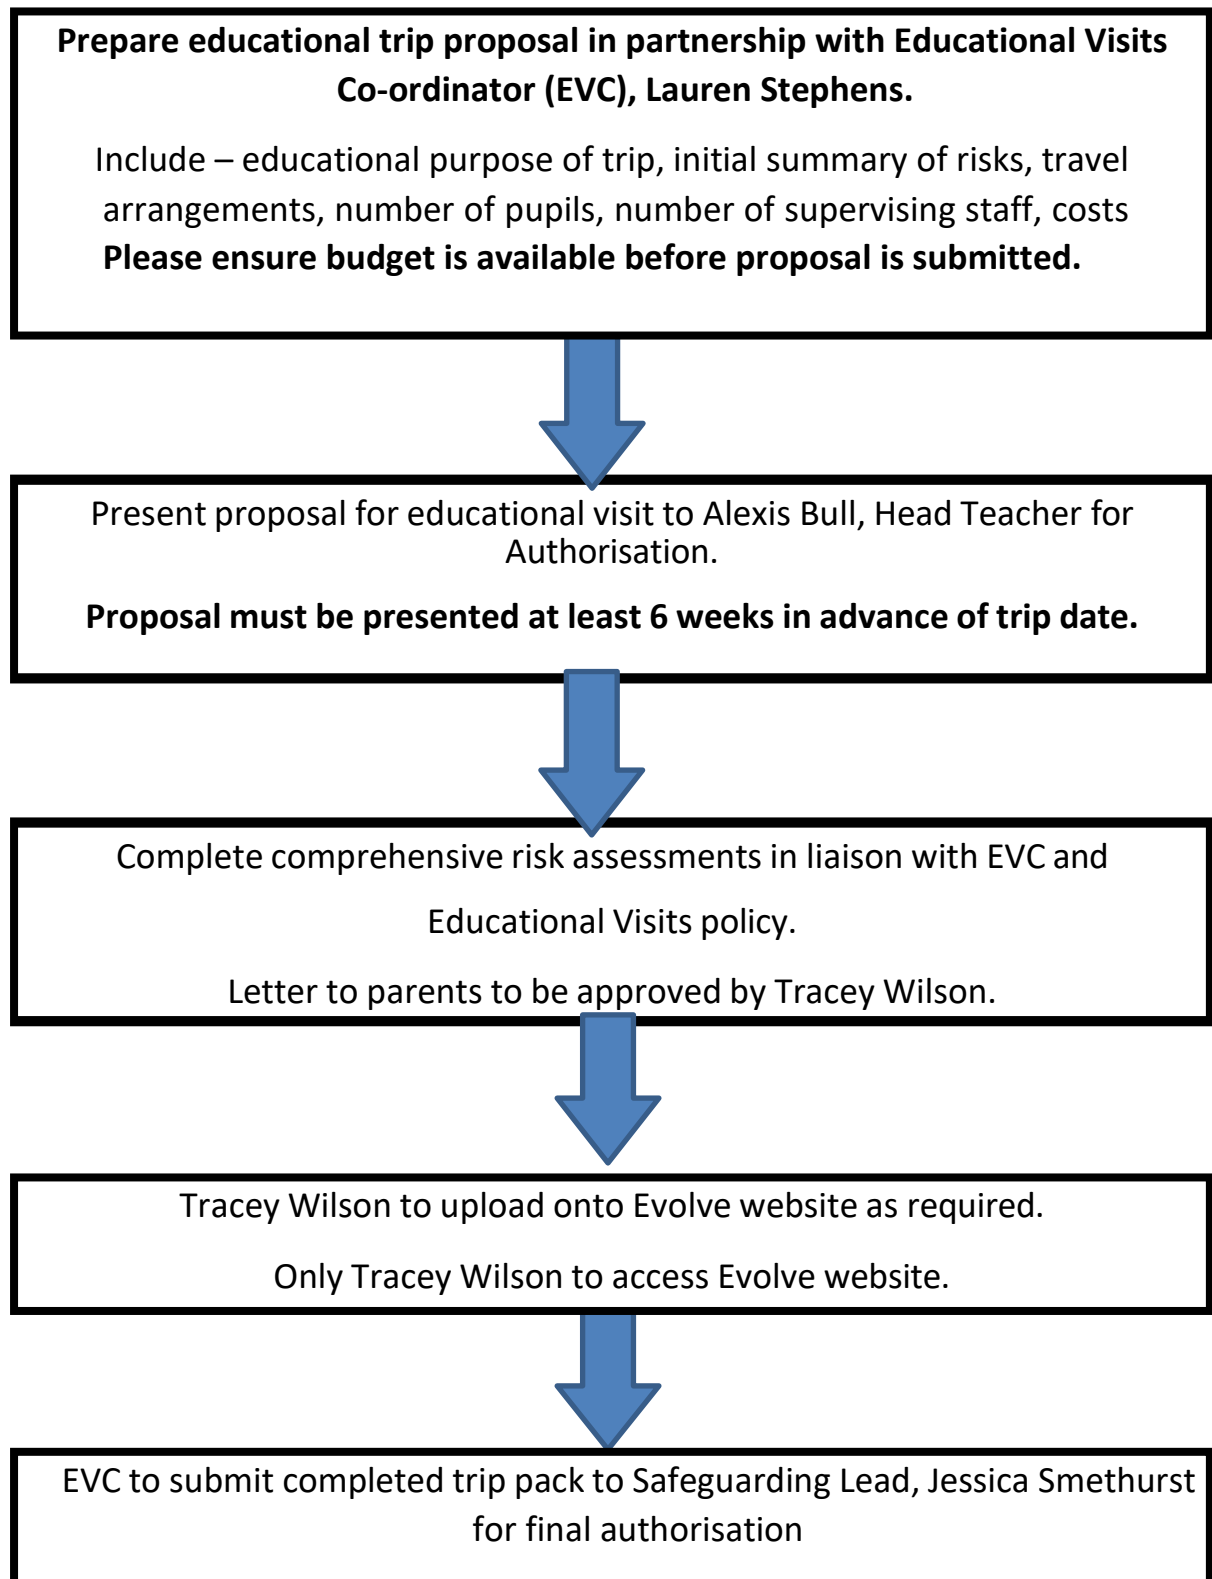 Prepare educational trip proposal in partnership with Educational Visits
Co-ordinator (EVC), Lauren Stephens.
Include – educational purpose of trip, initial summary of risks, travel
arrangements, number of pupils, number of supervising staff, costs
Please ensure budget is available before proposal is submitted.
Present proposal for educational visit to Alexis Bull, Head Teacher for
Authorisation.
Proposal must be presented at least 6 weeks in advance of trip date.
Complete comprehensive risk assessments in liaison with EVC and
Educational Visits policy.
Letter to parents to be approved by Tracey Wilson.
Tracey Wilson to upload onto Evolve website as required.
Only Tracey Wilson to access Evolve website.
EVC to submit completed trip pack to Safeguarding Lead, Jessica Smethurst
for final authorisation